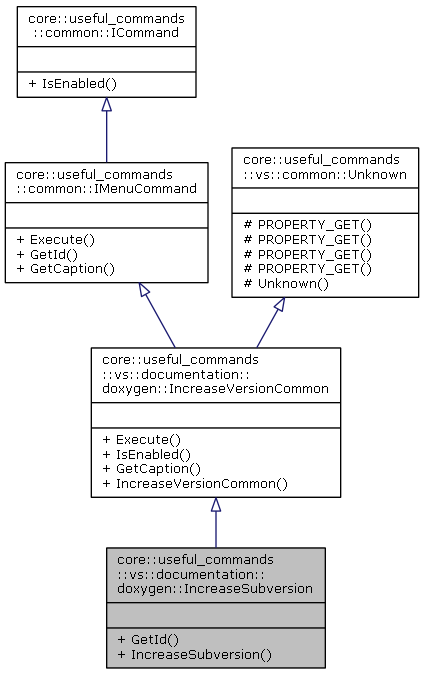 core::useful_commands
::common::ICommand
+ IsEnabled()
core::useful_commands
::common::IMenuCommand
+ Execute()
+ GetId()
+ GetCaption()
core::useful_commands
::vs::common::Unknown
# PROPERTY_GET()
# PROPERTY_GET()
# PROPERTY_GET()
# PROPERTY_GET()
# Unknown()
core::useful_commands
::vs::documentation::
doxygen::IncreaseVersionCommon
+ Execute()
+ IsEnabled()
+ GetCaption()
+ IncreaseVersionCommon()
core::useful_commands
::vs::documentation::
doxygen::IncreaseSubversion
+ GetId()
+ IncreaseSubversion()